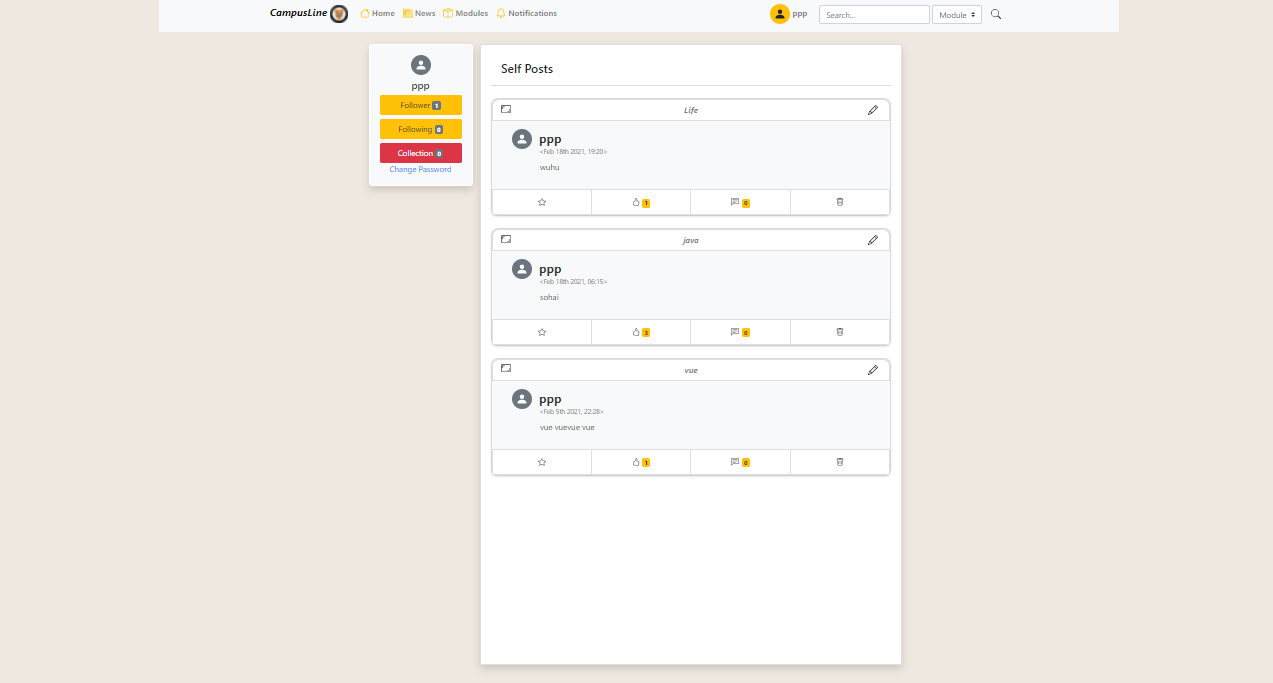 CampusLine Home News Modules Notifications ppp Search... Module
ppp
Follower 1
Following 0
Collection 0
Change Password
Self Posts
Life
ppp
<Feb 18th 2021, 19:20>
wuhu
1 0
java
ppp
<Feb 18th 2021, 06:15>
sohai
3 0
vue
ppp
<Feb 5th 2021, 22:28>
vue vuevue vue
1 0